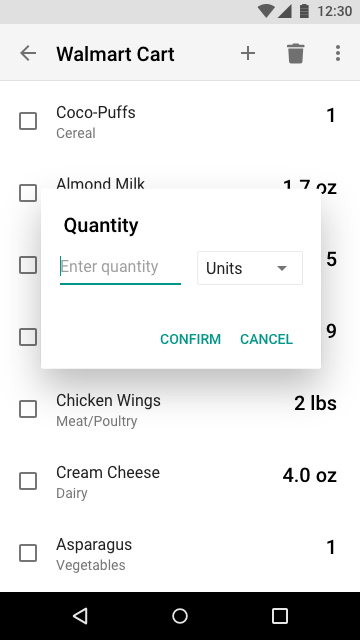 12:30
Walmart Cart
Coco-Puffs
1
Cereal
Almond Milk
1.7 oz
Quantity
5
Enter quantity
Units
9
CONFIRM CANCEL
Chicken Wings
2 lbs
Meat/Poultry
Cream Cheese
4.0 oz
Dairy
Asparagus
1
Vegetables